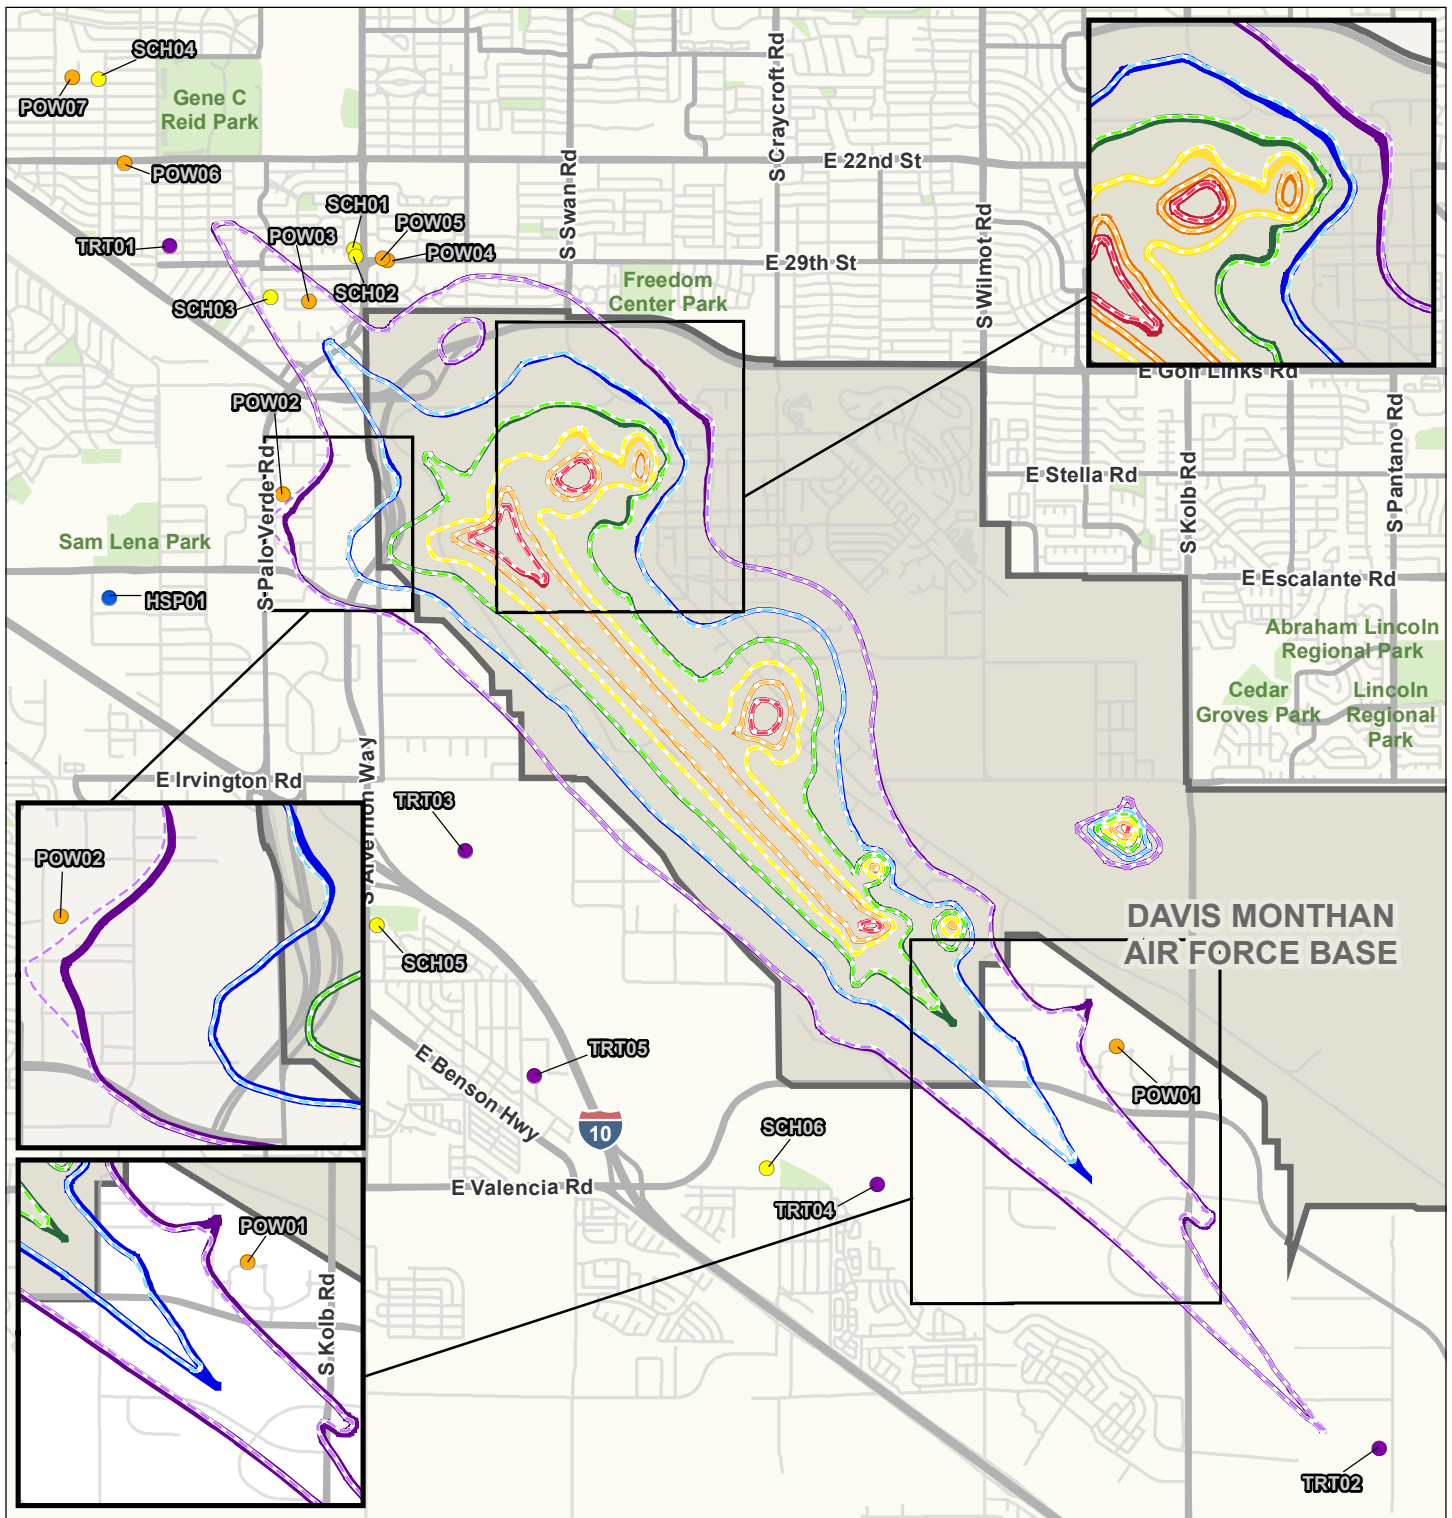 SCH04
POW07
Gene C
Reid Park
POW06
S Craycroft Rd
E 22nd St
S Swan Rd
SCH01
POW05
POW03
POW04
TRT01
SCH02
SCH03
E 29th St
Freedom
Center Park
S Wilmot Rd
E Golf Links Rd
POW02
S Palo Verde Rd
E Stella Rd
S Kolb Rd
S Pantano Rd
Sam Lena Park
HSP01
E Escalante Rd
Abraham Lincoln
Regional Park
Cedar
Groves Park
Lincoln
Regional
Park
E Irvington Rd
S Alvernon Way
TRT03
POW02
SCH05
DAVIS MONTHAN
AIR FORCE BASE
TRT05
E Benson Hwy
10
POW01
SCH06
E Valencia Rd
TRT04
POW01
S Kolb Rd
TRT02